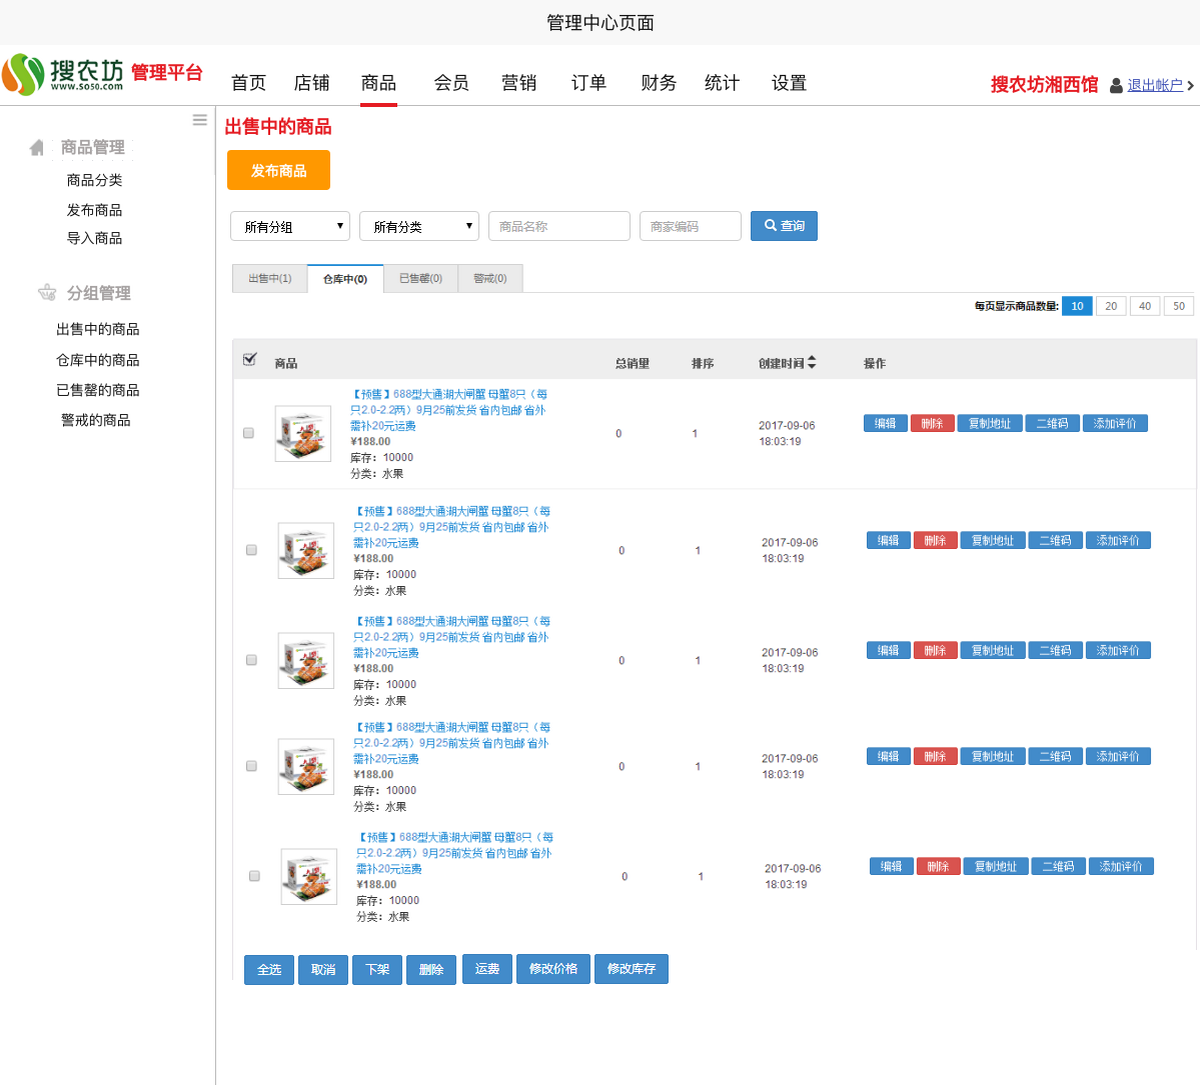 管理中心页面
搜农坊 管理平台
www.so50.com
首页 店铺 商品 会员 营销 订单 财务 统计 设置
搜农坊湘西馆 退出帐户
商品管理
商品分类
发布商品
导入商品
分组管理
出售中的商品
仓库中的商品
已售罄的商品
警戒的商品
出售中的商品
发布商品
所有分组 所有分类 商品名称 商家编码 查询
出售中(1) 仓库中(0) 已售罄(0) 警戒(0)
每页显示商品数量: 10 20 40 50
商品 总销量 排序 创建时间 操作
【预售】688型大通湖大闸蟹 母蟹8只（每
只2.0-2.2两）9月25前发货 省内包邮 省外
需补20元运费
¥188.00
库存：10000
分类：水果
0 1 2017-09-06
18:03:19
编辑 删除 复制地址 二维码 添加评价
【预售】688型大通湖大闸蟹 母蟹8只（每
只2.0-2.2两）9月25前发货 省内包邮 省外
需补20元运费
¥188.00
库存：10000
分类：水果
0 1 2017-09-06
18:03:19
编辑 删除 复制地址 二维码 添加评价
【预售】688型大通湖大闸蟹 母蟹8只（每
只2.0-2.2两）9月25前发货 省内包邮 省外
需补20元运费
¥188.00
库存：10000
分类：水果
0 1 2017-09-06
18:03:19
编辑 删除 复制地址 二维码 添加评价
【预售】688型大通湖大闸蟹 母蟹8只（每
只2.0-2.2两）9月25前发货 省内包邮 省外
需补20元运费
¥188.00
库存：10000
分类：水果
0 1 2017-09-06
18:03:19
编辑 删除 复制地址 二维码 添加评价
【预售】688型大通湖大闸蟹 母蟹8只（每
只2.0-2.2两）9月25前发货 省内包邮 省外
需补20元运费
¥188.00
库存：10000
分类：水果
0 1 2017-09-06
18:03:19
编辑 删除 复制地址 二维码 添加评价
全选 取消 下架 删除 运费 修改价格 修改库存